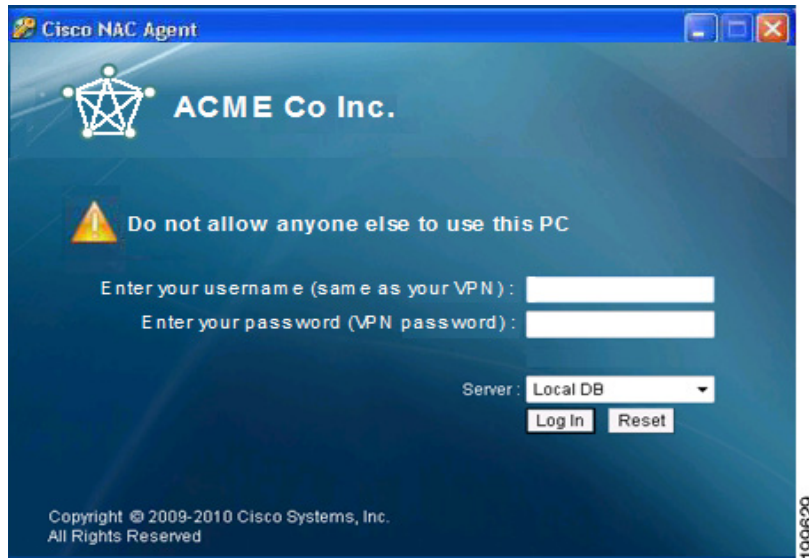 Cisco NAC Agent
ACME Co Inc.
Do not allow anyone else to use this PC
Enter your username (same as your VPN) :
Enter your password (VPN password) :
Server : Local DB
Log In Reset
Copyright © 2009-2010 Cisco Systems, Inc.
All Rights Reserved
199629